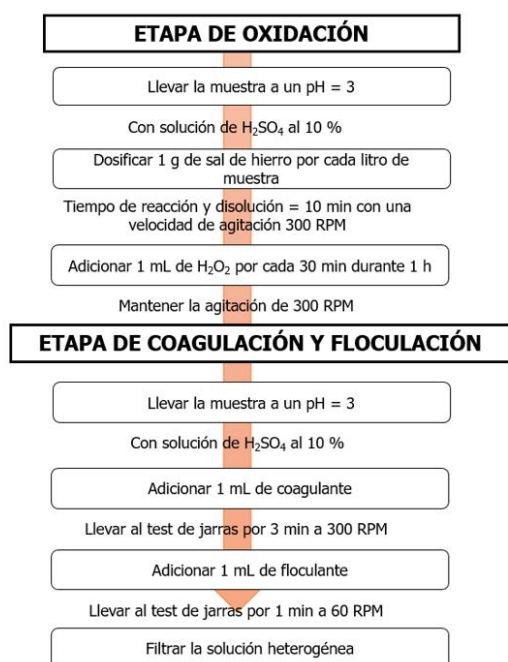 ETAPA DE OXIDACIÓN
Llevar la muestra a un pH = 3
Con solución de H₂SO₄ al 10 %
Dosificar 1 g de sal de hierro por cada litro de
muestra
Tiempo de reacción y disolución = 10 min con una
velocidad de agitación 300 RPM
Adicionar 1 mL de H₂O₂ por cada 30 min durante 1 h
Mantener la agitación de 300 RPM
ETAPA DE COAGULACIÓN Y FLOCULACIÓN
Llevar la muestra a un pH = 3
Con solución de H₂SO₄ al 10 %
Adicionar 1 mL de coagulante
Llevar al test de jarras por 3 min a 300 RPM
Adicionar 1 mL de floculante
Llevar al test de jarras por 1 min a 60 RPM
Filtrar la solución heterogénea